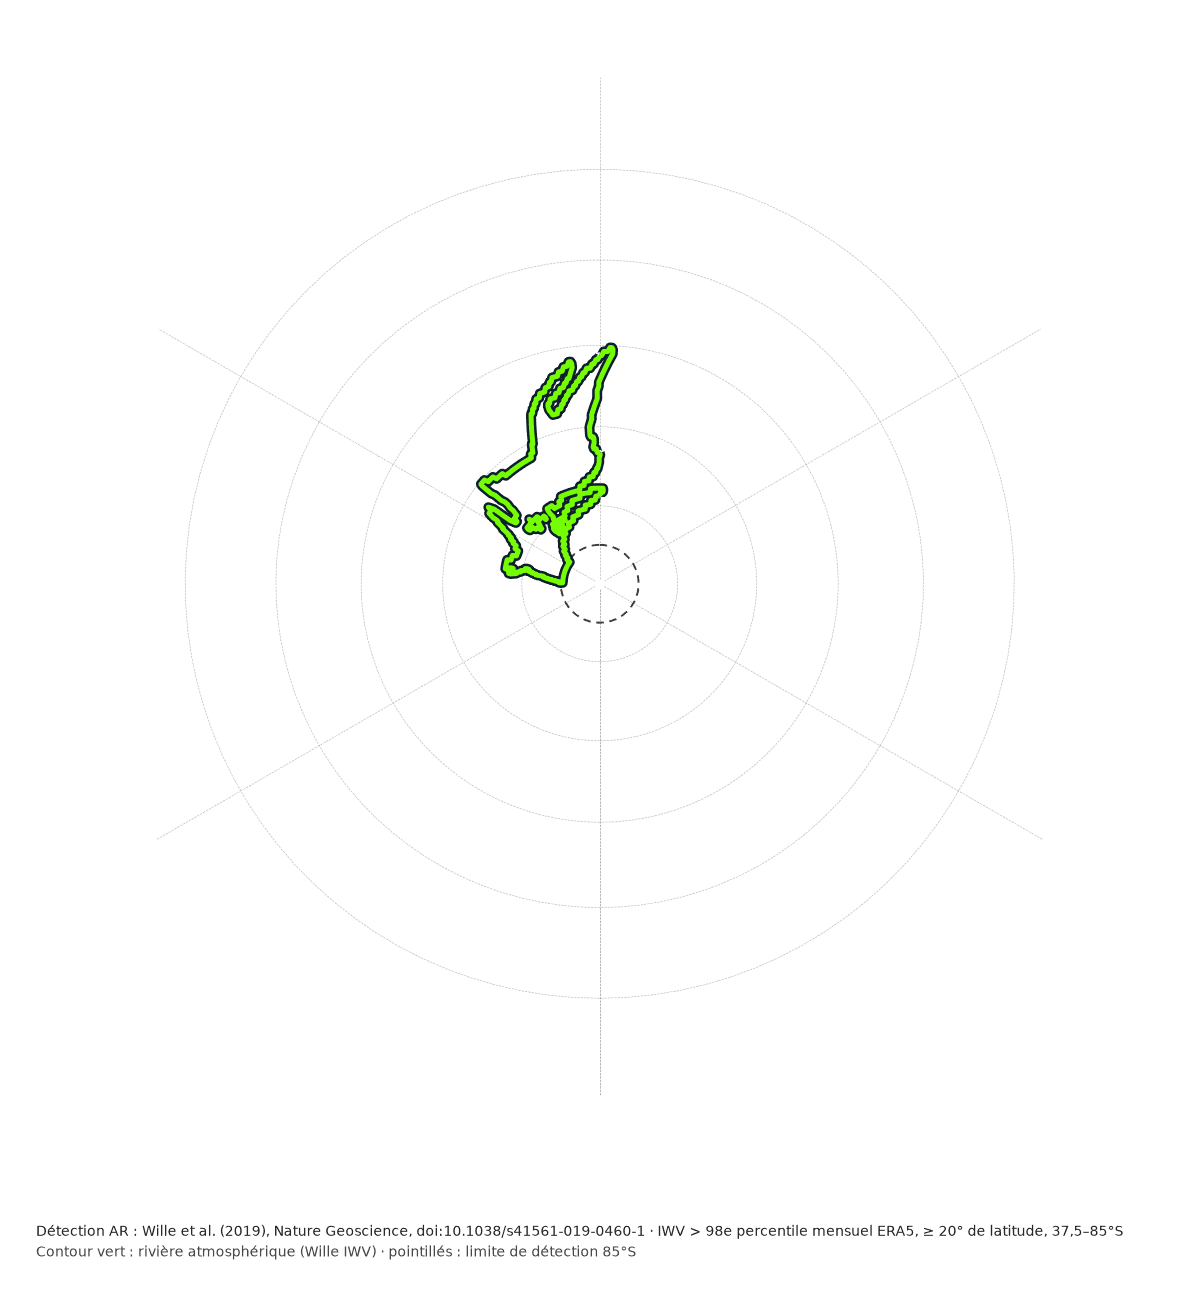 Détection AR : Wille et al. (2019), Nature Geoscience, doi:10.1038/s41561-019-0460-1 · IWV > 98e percentile mensuel ERA5, ≥ 20° de latitude, 37,5–85°S
Contour vert : rivière atmosphérique (Wille IWV) · pointillés : limite de détection 85°S